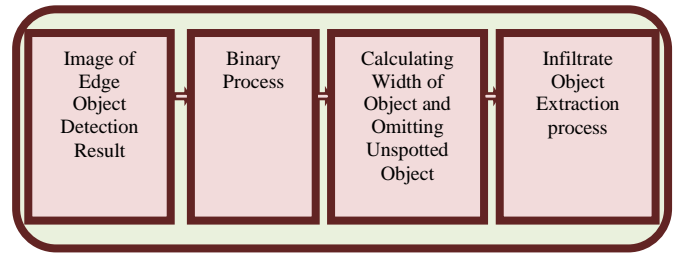 Image of
Edge
Object
Detection
Result
Binary
Process
Calculating
Width of
Object and
Omitting
Unspotted
Object
Infiltrate
Object
Extraction
process